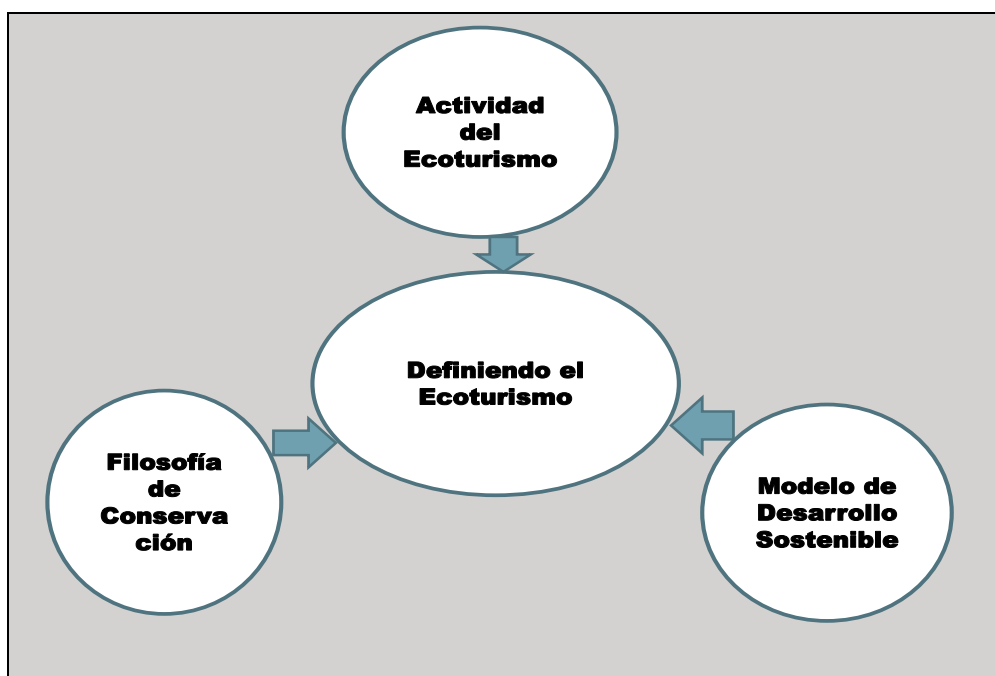 Actividad
del
Ecoturismo
Definiendo el
Ecoturismo
Filosofía
de
Conserva
ción
Modelo de
Desarrollo
Sostenible